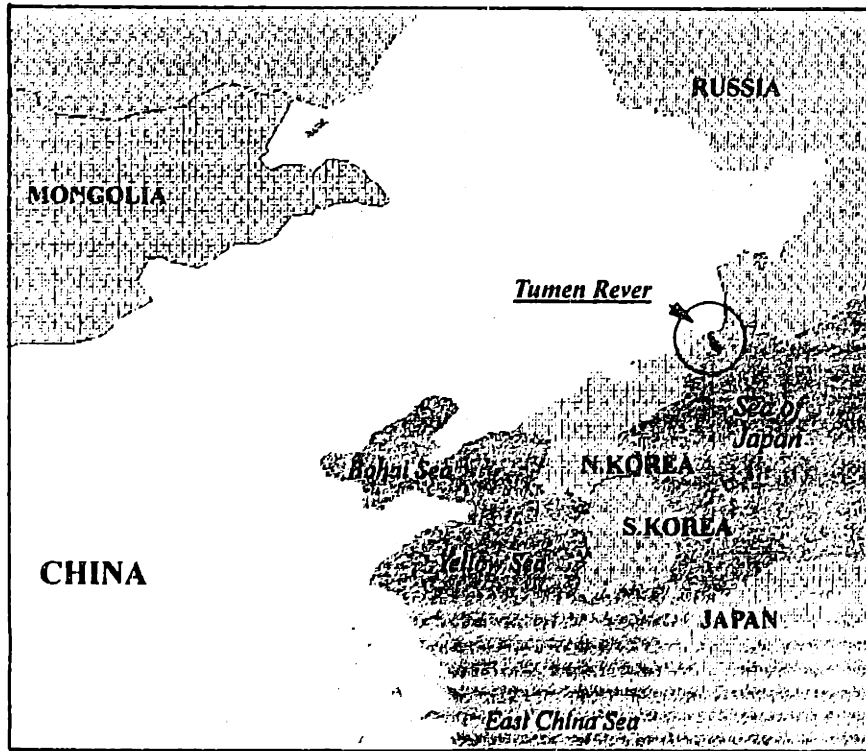 RUSSIA
MONGOLIA
Tumen Rever
Sea of
Japan
Bohai Sea
N.KOREA
S.KOREA
Yellow Sea
CHINA
JAPAN
East China Sea